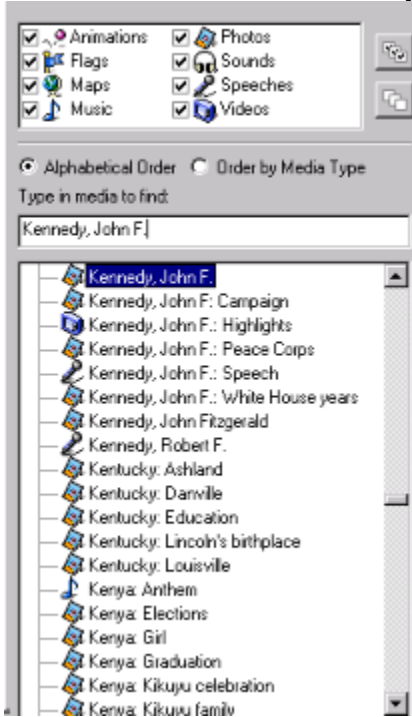 Animations Photos
Flags Sounds
Maps Speeches
Music Videos
Alphabetical Order Order by Media Type
Type in media to find:
Kennedy, John F.
Kennedy, John F.
Kennedy, John F: Campaign
Kennedy, John F.: Highlights
Kennedy, John F.: Peace Corps
Kennedy, John F.: Speech
Kennedy, John F.: White House years
Kennedy, John Fitzgerald
Kennedy, Robert F.
Kentucky: Ashland
Kentucky: Danville
Kentucky: Education
Kentucky: Lincoln's birthplace
Kentucky: Louisville
Kenya: Anthem
Kenya: Elections
Kenya: Girl
Kenya: Graduation
Kenya: Kikuyu celebration
Kenya: Kikuyu family